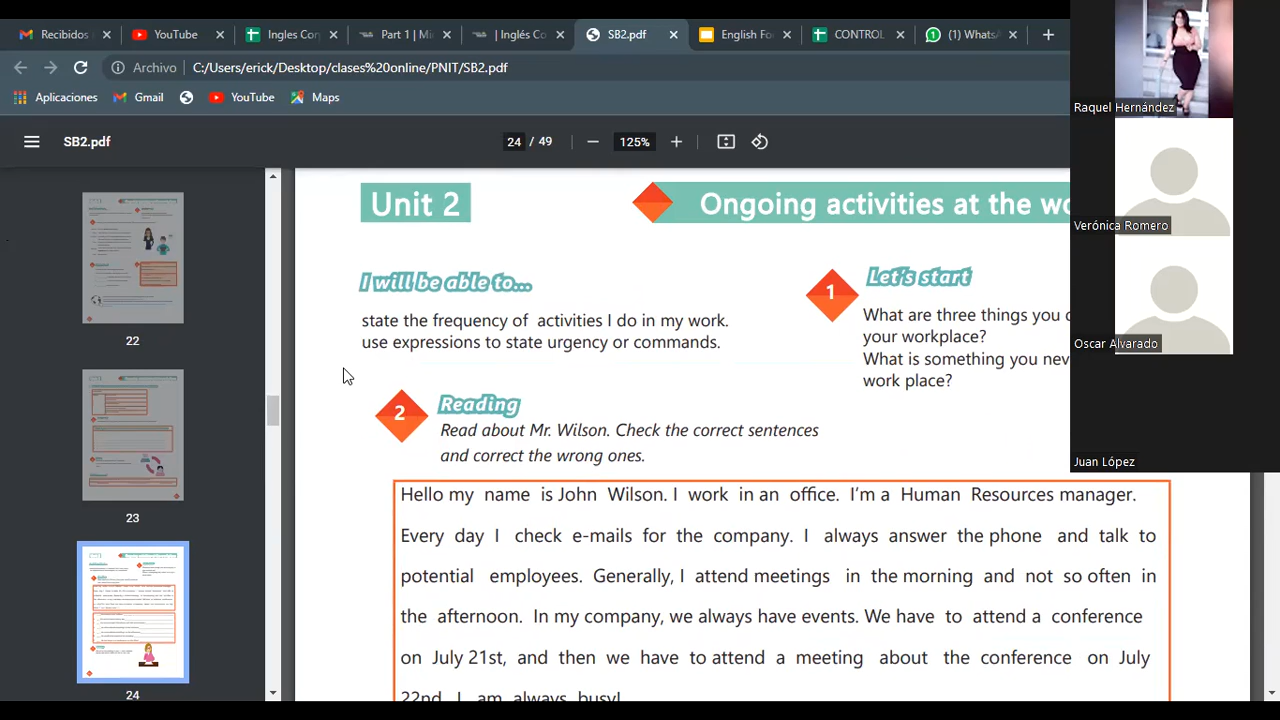 Recibidos
YouTube
Ingles Cor
Part 1 | Mi
| Inglés Co
SB2.pdf
English Fo
CONTROL
(1) Whats
Archivo
C:/Users/erick/Desktop/clases%20online/PNIT/SB2.pdf
Aplicaciones
Gmail
YouTube
Maps
SB2.pdf
24 / 49
125%
22
23
24
Unit 2
Ongoing activities at the wo
I will be able to...
state the frequency of activities I do in my work.
use expressions to state urgency or commands.
1
Let's start
What are three things you
your workplace?
What is something you nev
work place?
2
Reading
Read about Mr. Wilson. Check the correct sentences
and correct the wrong ones.
Hello my name is John Wilson. I work in an office. I'm a Human Resources manager.
Every day I check e-mails for the company. I always answer the phone and talk to
potential employees. Generally, I attend meetings in the morning and not so often in
the afternoon. In my company, we always have events. We have to attend a conference
on July 21st, and then we have to attend a meeting about the conference on July
22nd. I am always busy!
Raquel Hernández
Verónica Romero
Oscar Alvarado
Juan López